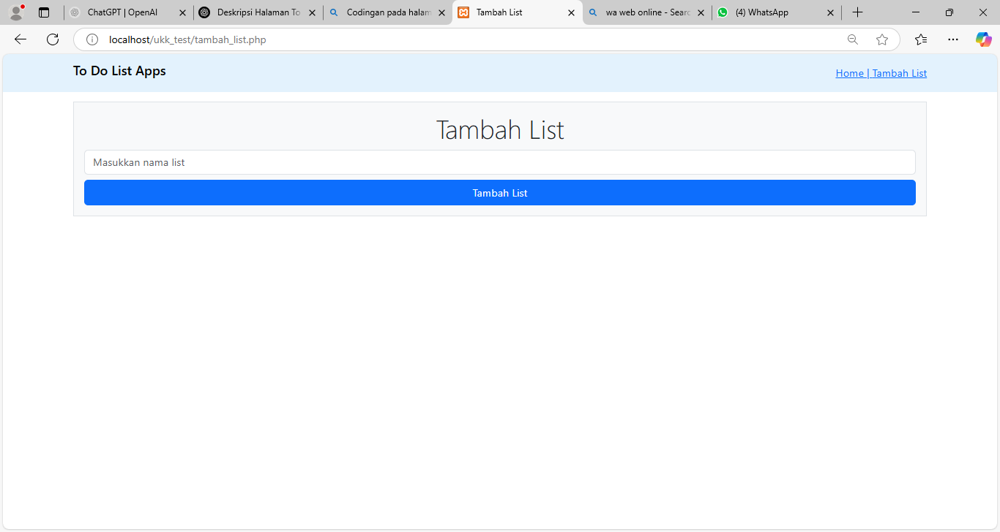 ChatGPT | OpenAI
Deskripsi Halaman To
Codingan pada halam
Tambah List
wa web online - Searc
(4) WhatsApp
localhost/ukk_test/tambah_list.php
To Do List Apps
Home | Tambah List
Tambah List
Masukkan nama list
Tambah List